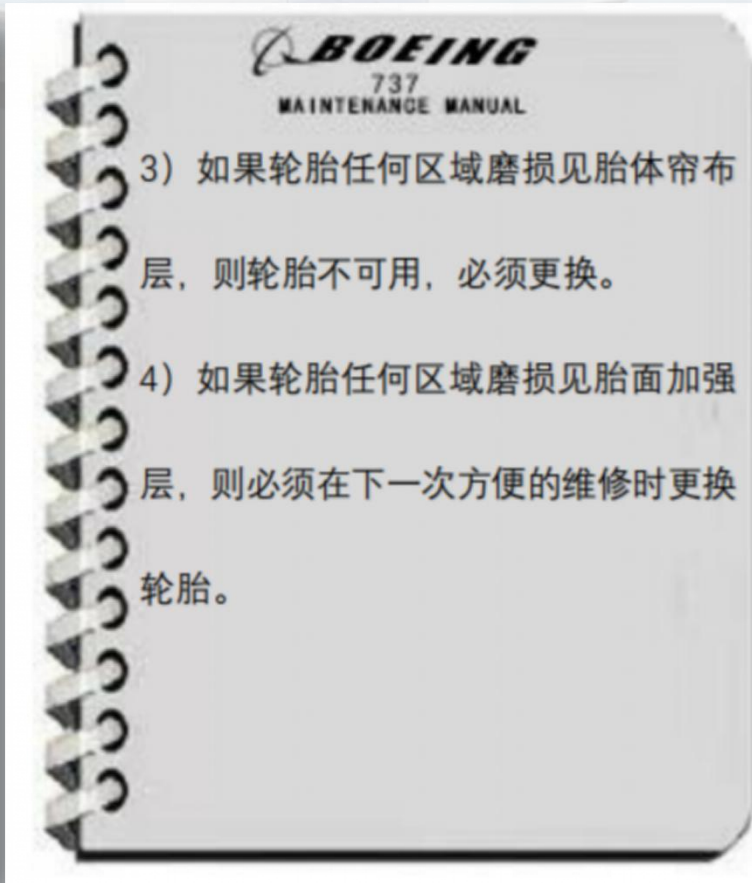 BOEING
737
MAINTENANCE MANUAL
3) 如果轮胎任何区域磨损见胎体帘布
层,则轮胎不可用,必须更换。
4) 如果轮胎任何区域磨损见胎面加强
层,则必须在下一次方便的维修时更换
轮胎。